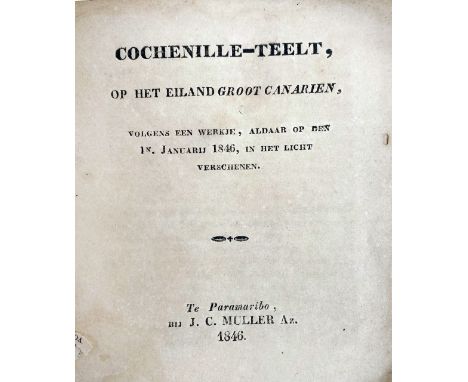 COCHENILLE-TEELT,
OP HET EILAND GROOT CANARIEN,
VOLGENS EEN WERKJE, ALDAAR OP DEN
1N. JANUARIJ 1846, IN HET LICHT
VERSCHENEN.
Te Paramaribo,
BIJ J. C. MULLER AZ.
1846.